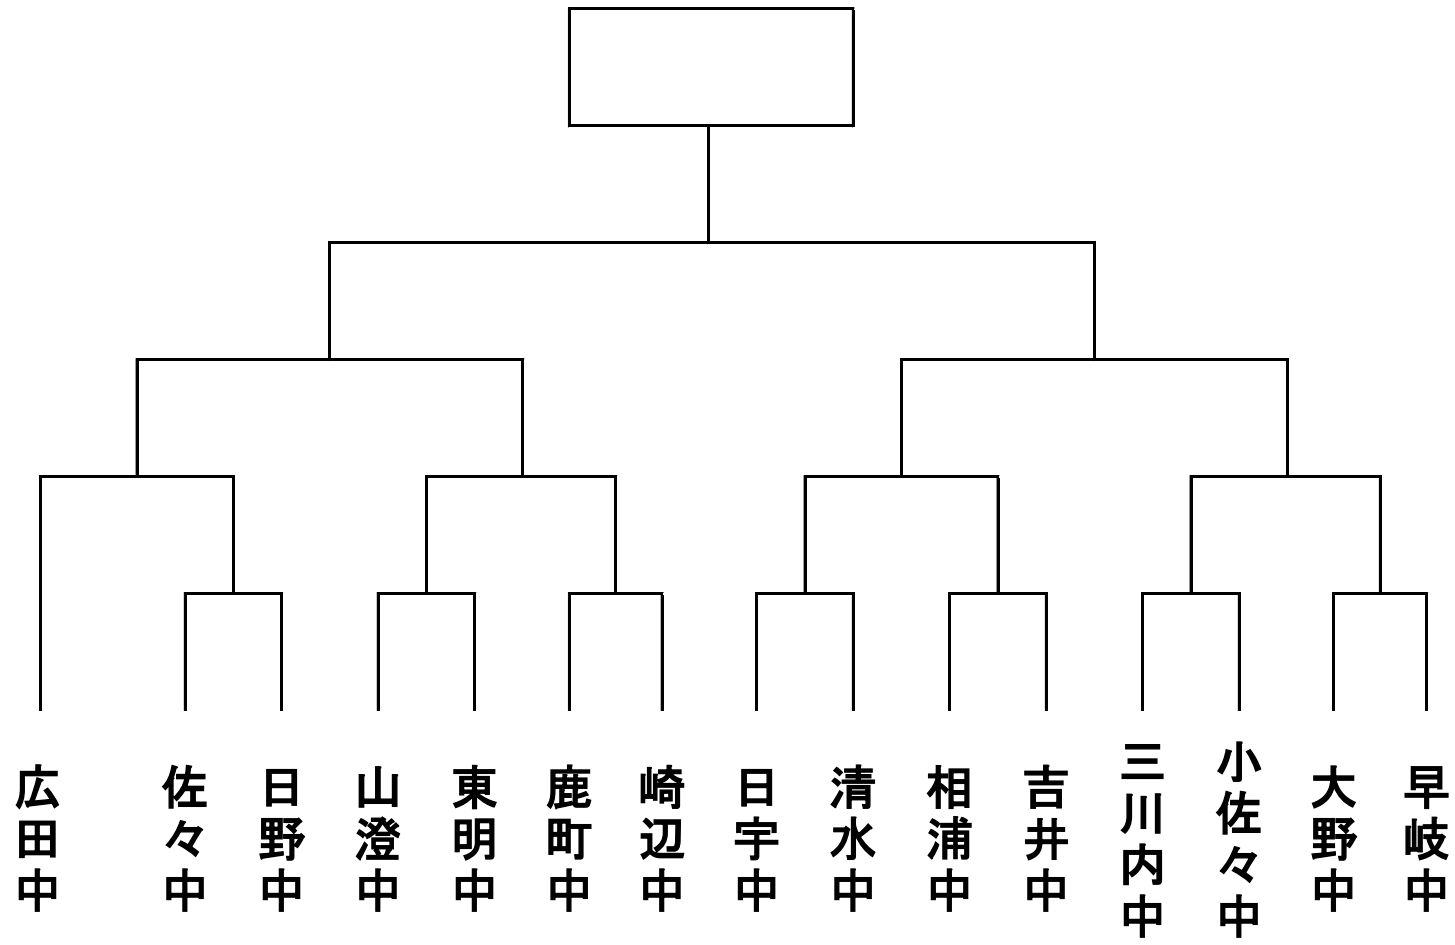 広田中
佐々中
日野中
山澄中
東明中
鹿町中
崎辺中
日宇中
清水中
相浦中
吉井中
三川内中
小佐々中
大野中
早岐中